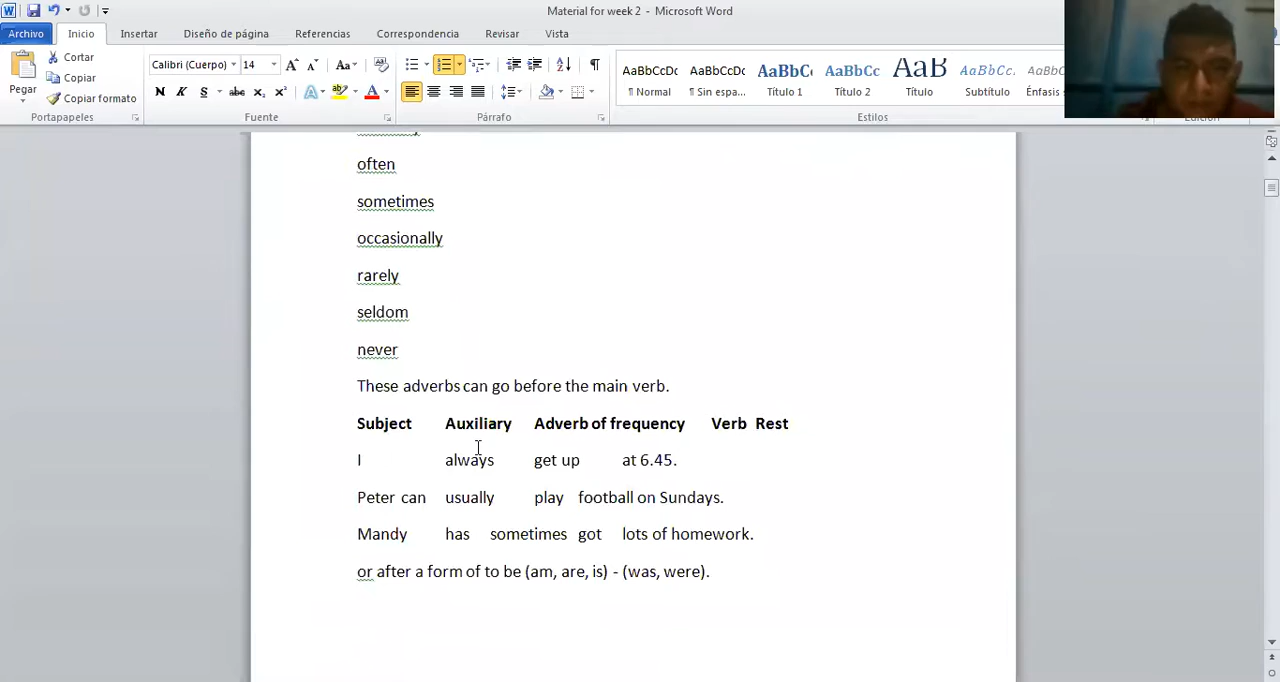 Material for week 2 - Microsoft Word
Archivo Inicio Insertar Diseño de página Referencias Correspondencia Revisar Vista
Pegar
Cortar
Copiar
Copiar formato
Portapapeles
Calibri (Cuerpo) 14
Fuente
Párrafo
AaBbCcDc AaBbCcDc AaBbC AaBbCc AaB AaBbCc. AaBbCc
¶ Normal ¶ Sin espa... Título 1 Título 2 Título Subtítulo Énfasis
Estilos
often
sometimes
occasionally
rarely
seldom
never
These adverbs can go before the main verb.
Subject Auxiliary Adverb of frequency Verb Rest
I always get up at 6.45.
Peter can usually play football on Sundays.
Mandy has sometimes got lots of homework.
or after a form of to be (am, are, is) - (was, were).